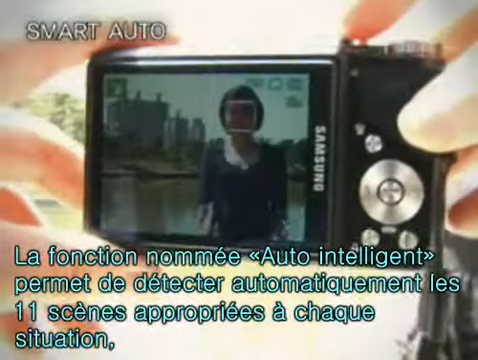 SMART AUTO
SAMSUNG
La fonction nommée «Auto intelligent»
permet de détecter automatiquement les
11 scènes appropriées à chaque
situation,